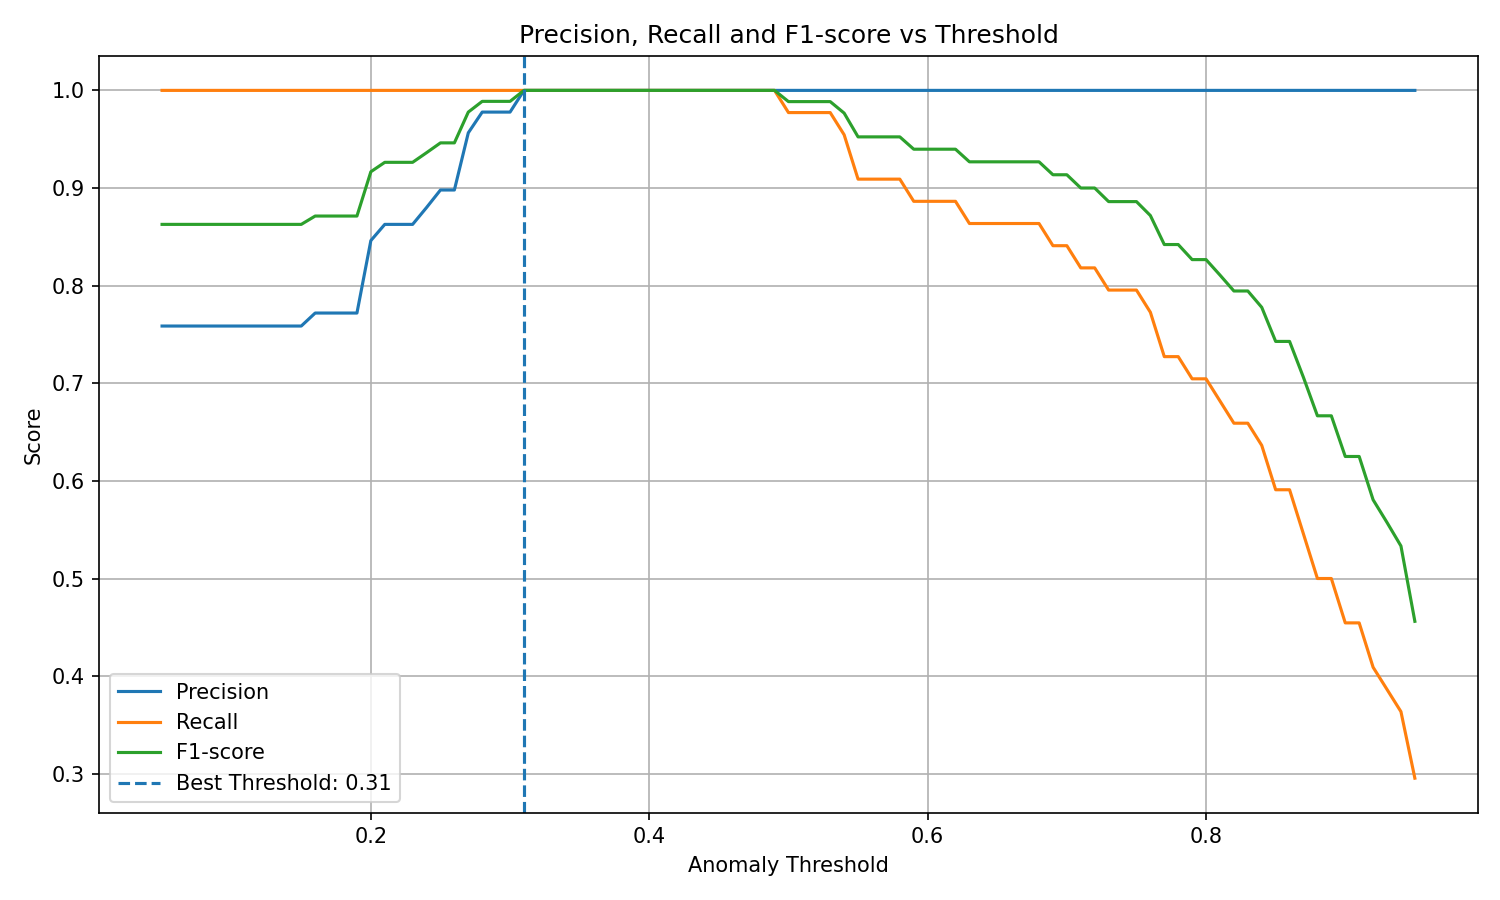 Precision, Recall and F1-score vs Threshold
1.0
0.9
0.8
0.7
0.6
0.5
0.4
0.3
Score
Precision
Recall
F1-score
Best Threshold: 0.31
0.2 0.4 0.6 0.8
Anomaly Threshold